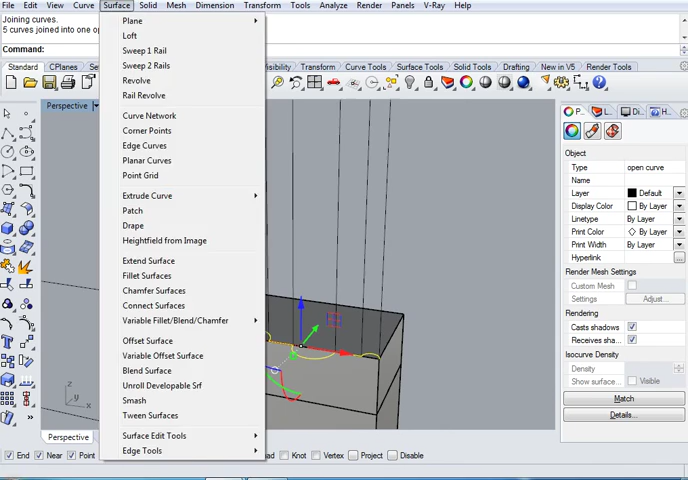 File Edit View Curve Surface Solid Mesh Dimension Transform Tools Analyze Render Panels V-Ray Help
Joining curves.
5 curves joined into one op
Command:
Standard CPlanes Se Visibility Transform Curve Tools Surface Tools Solid Tools Drafting New in V5 Render Tools
Perspective
Plane
Loft
Sweep 1 Rail
Sweep 2 Rails
Revolve
Rail Revolve
Curve Network
Corner Points
Edge Curves
Planar Curves
Point Grid
Extrude Curve
Patch
Drape
Heightfield from Image
Extend Surface
Fillet Surfaces
Chamfer Surfaces
Connect Surfaces
Variable Fillet/Blend/Chamfer
Offset Surface
Variable Offset Surface
Blend Surface
Unroll Developable Srf
Smash
Tween Surfaces
Surface Edit Tools
Edge Tools
P... L... Di... H...
Object
Type open curve
Name
Layer Default
Display Color By Layer
Linetype By Layer
Print Color By Layer
Print Width By Layer
Hyperlink ...
Render Mesh Settings
Custom Mesh
Settings Adjust...
Rendering
Casts shadows
Receives sha...
Isocurve Density
Density
Show surface... Visible
Match
Details...
z
y
x
Perspective
End Near Point ad Knot Vertex Project Disable